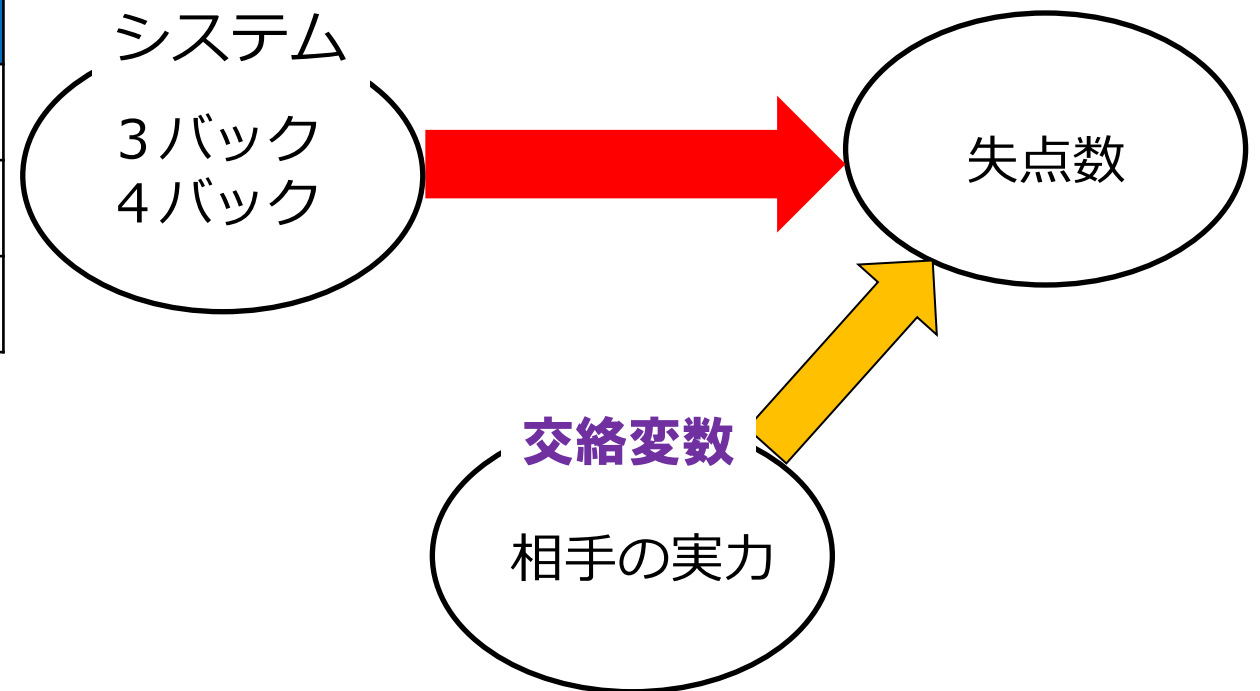 システム
３バック
４バック
失点数
交絡変数
相手の実力